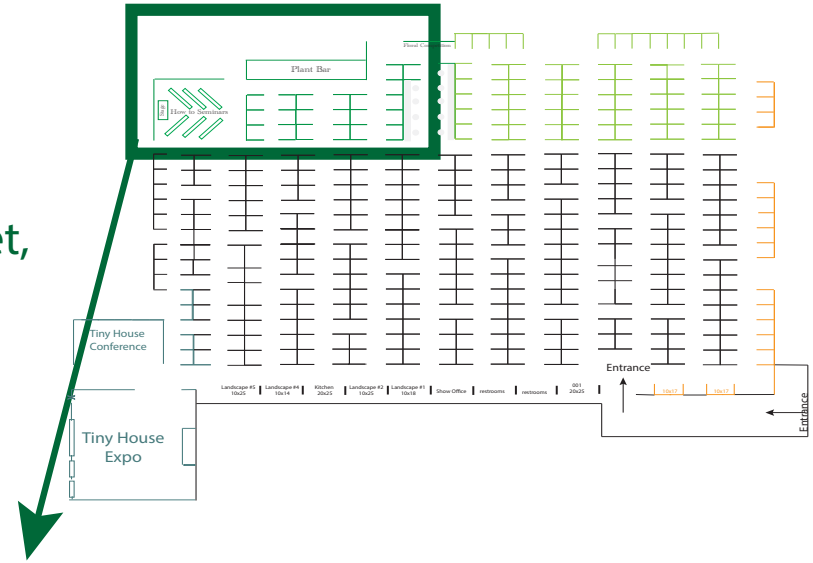 Floral Competition
Plant Bar
How to Seminars
Stage
et,
Tiny House
Conference
Entrance
Landscape #5
10x25
Landscape #4
10x14
Kitchen
20x25
Landscape #2
10x25
Landscape #1
10x18
Show Office
restrooms
restrooms
001
20x25
10x17
10x17
Entrance
Tiny House
Expo